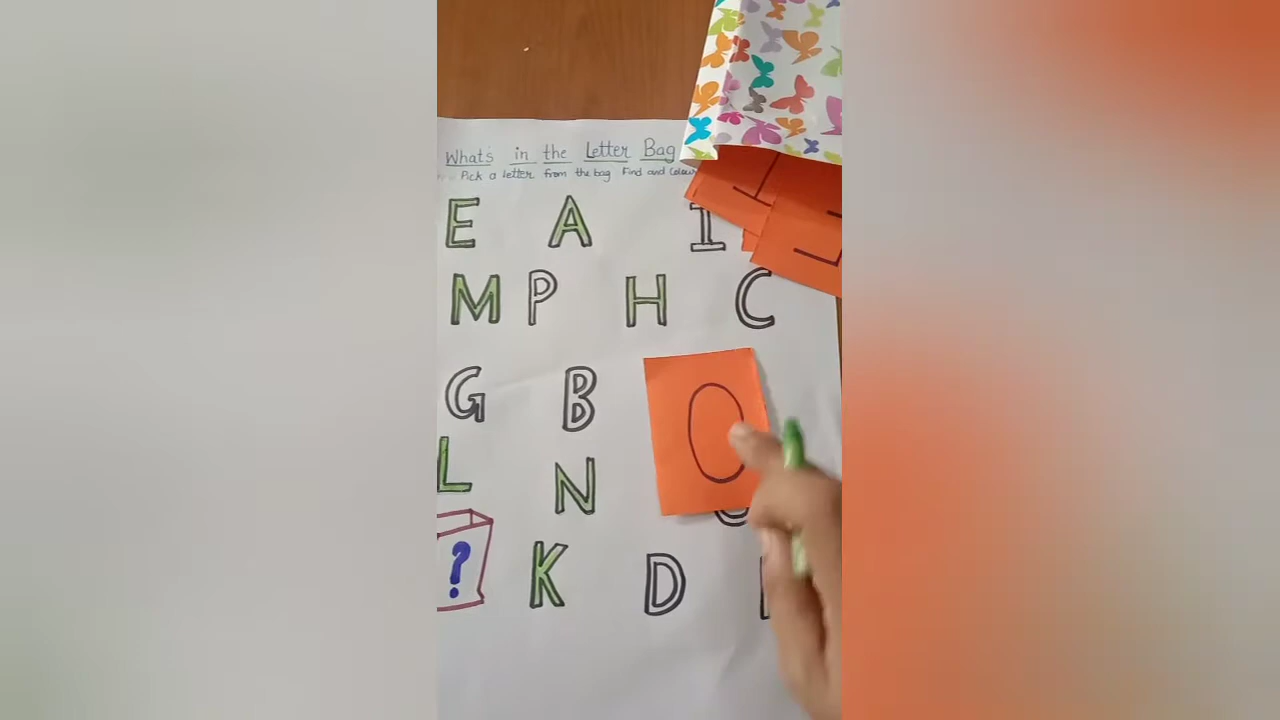 What's in the Letter Bag
Pick a letter from the bag Find and Colour
E A I
M P H C
G B O
L N
? K D